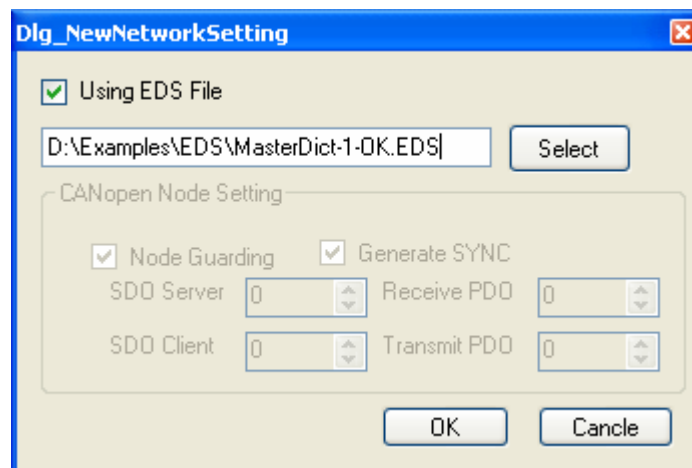 Dlg_NewNetworkSetting
Using EDS File
D:\Examples\EDS\MasterDict-1-OK.EDS
Select
CANopen Node Setting
Node Guarding
Generate SYNC
SDO Server 0 Receive PDO 0
SDO Client 0 Transmit PDO 0
OK Cancle